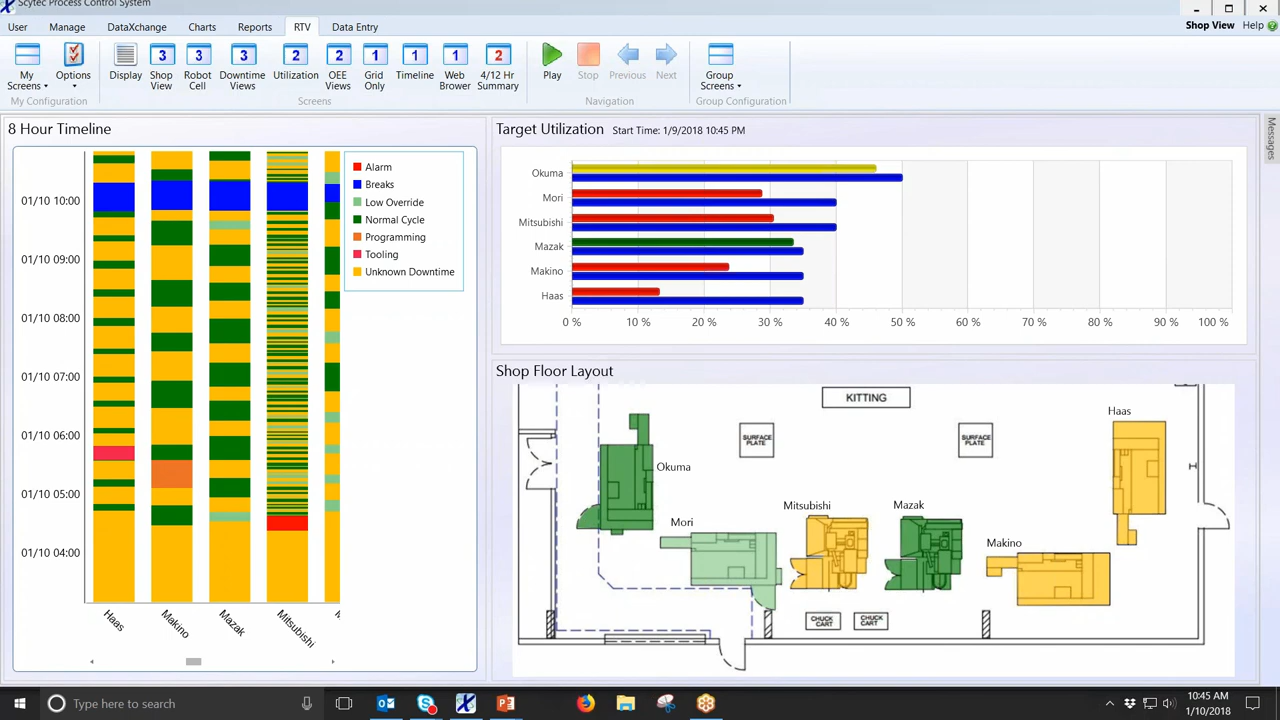 Scytec Process Control System
User Manage DataXchange Charts Reports RTV Data Entry
Shop View Help
My Screens
Options
Display
3 Shop View
3 Robot Cell
3 Downtime Views
2 Utilization
2 OEE Views
1 Grid Only
1 Timeline
1 Web Brower
2 4/12 Hr Summary
Play
Stop
Previous
Next
Group Screens
My Configuration
Screens
Navigation
Group Configuration
8 Hour Timeline
01/10 10:00
01/10 09:00
01/10 08:00
01/10 07:00
01/10 06:00
01/10 05:00
01/10 04:00
Haas
Makino
Mazak
Mitsubishi
Alarm
Breaks
Low Override
Normal Cycle
Programming
Tooling
Unknown Downtime
Target Utilization Start Time: 1/9/2018 10:45 PM
Okuma
Mori
Mitsubishi
Mazak
Makino
Haas
0 % 10 % 20 % 30 % 40 % 50 % 60 % 70 % 80 % 90 % 100 %
Messages
Shop Floor Layout
KITTING
Haas
SURFACE PLATE
SURFACE PLATE
Okuma
Mitsubishi
Mazak
Mori
Makino
CHUCK CART
CHUCK CART
Type here to search
10:45 AM
1/10/2018